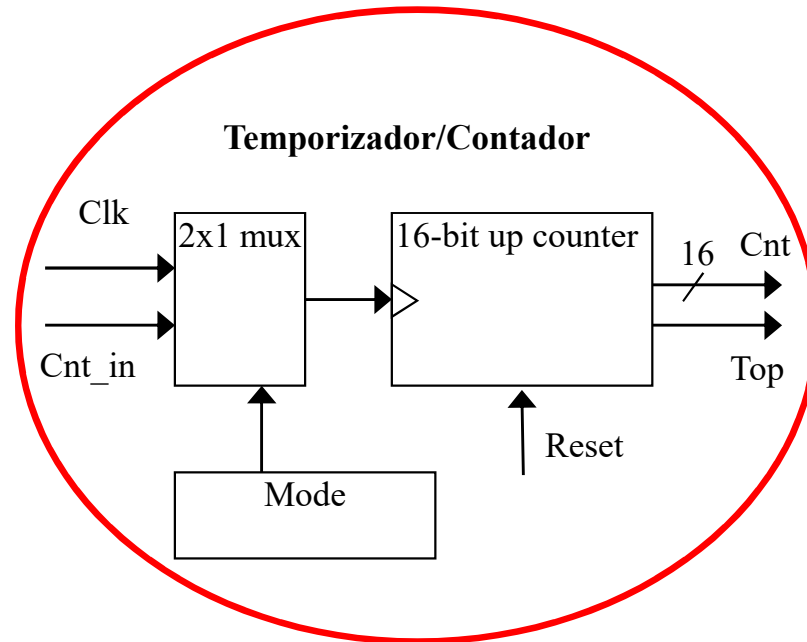 Temporizador/Contador
Clk
2x1 mux
16-bit up counter
16
Cnt
Cnt_in
Top
Reset
Mode